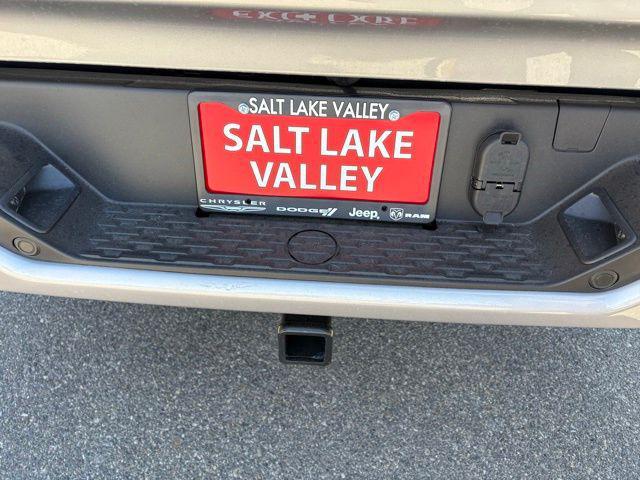 SALT LAKE VALLEY
SALT LAKE
VALLEY
CHRYSLER DODGE Jeep RAM